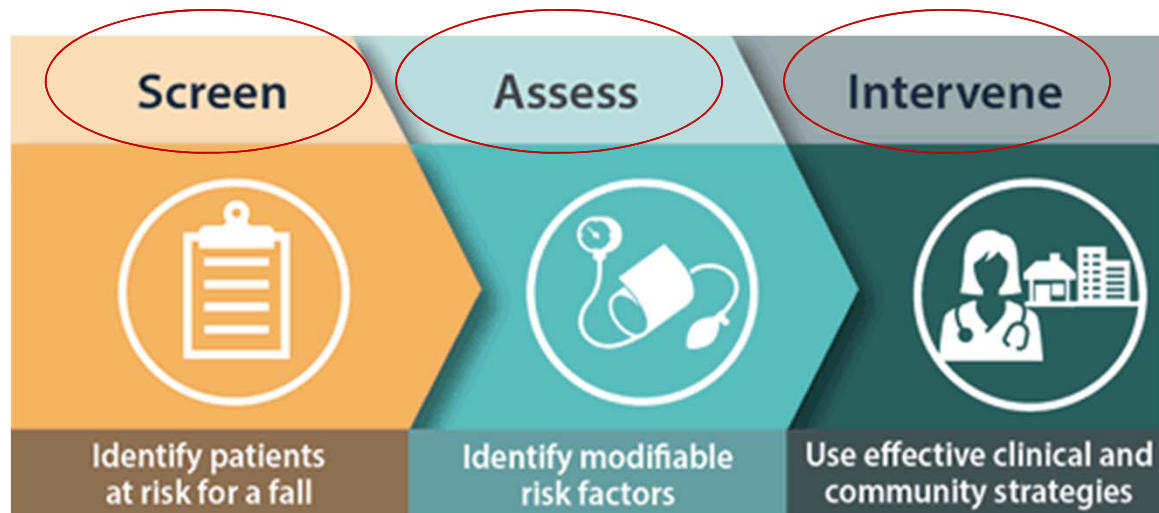 Screen
Assess
Intervene
Identify patients
at risk for a fall
Identify modifiable
risk factors
Use effective clinical and
community strategies